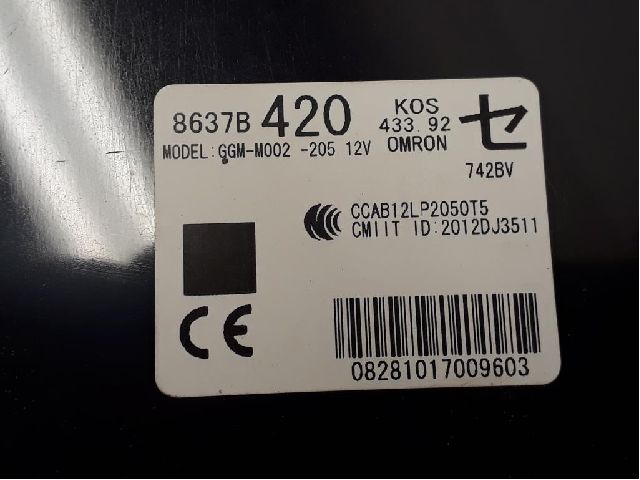 8637B 420 KOS 433.92 セ
MODEL: GGM-M002 -205 12V OMRON
742BV
CCAB12LP2050T5
CMIIT ID:2012DJ3511
CE
08281017009603